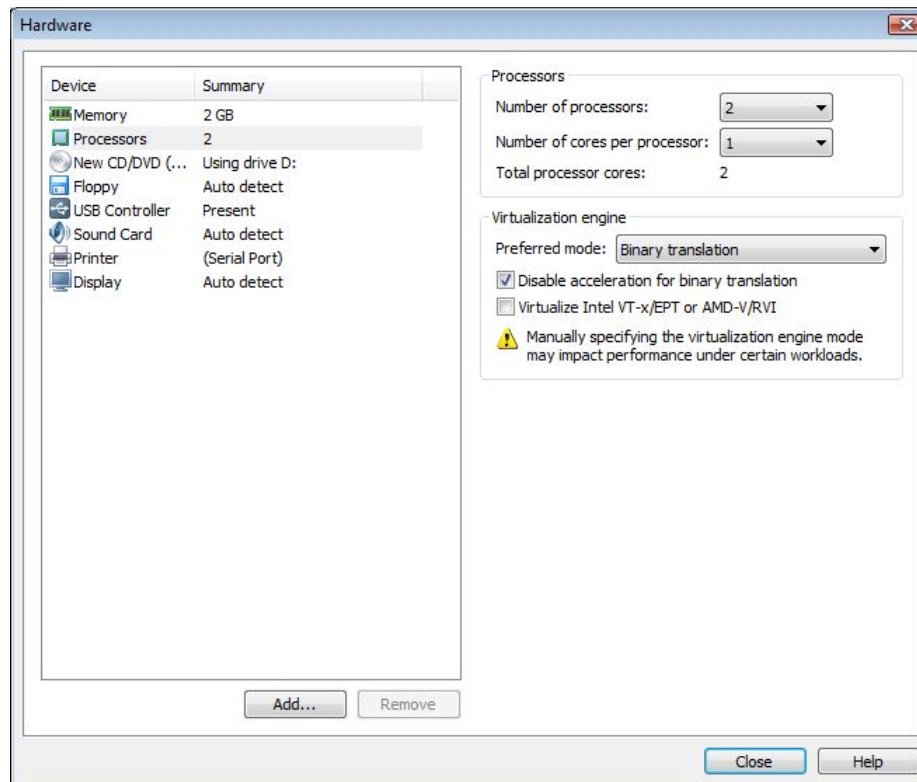 Hardware
Device Summary
Memory 2 GB
Processors 2
New CD/DVD (... Using drive D:
Floppy Auto detect
USB Controller Present
Sound Card Auto detect
Printer (Serial Port)
Display Auto detect
Add... Remove
Processors
Number of processors: 2
Number of cores per processor: 1
Total processor cores: 2
Virtualization engine
Preferred mode: Binary translation
Disable acceleration for binary translation
Virtualize Intel VT-x/EPT or AMD-V/RVI
Manually specifying the virtualization engine mode
may impact performance under certain workloads.
Close Help